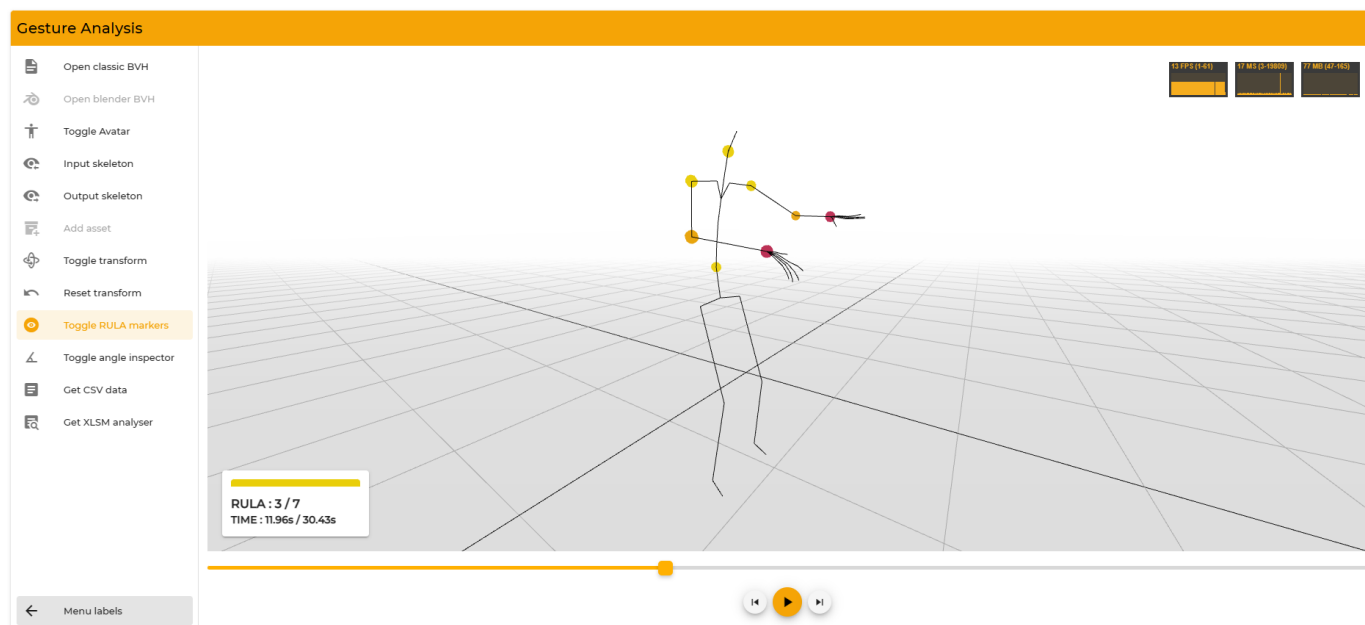 Gesture Analysis
Open classic BVH
Open blender BVH
Toggle Avatar
Input skeleton
Output skeleton
Add asset
Toggle transform
Reset transform
Toggle RULA markers
Toggle angle inspector
Get CSV data
Get XLSM analyser
Menu labels
13 FPS (1-61)
17 MS (3-19809)
77 MB (47-165)
RULA : 3 / 7
TIME : 11.96s / 30.43s